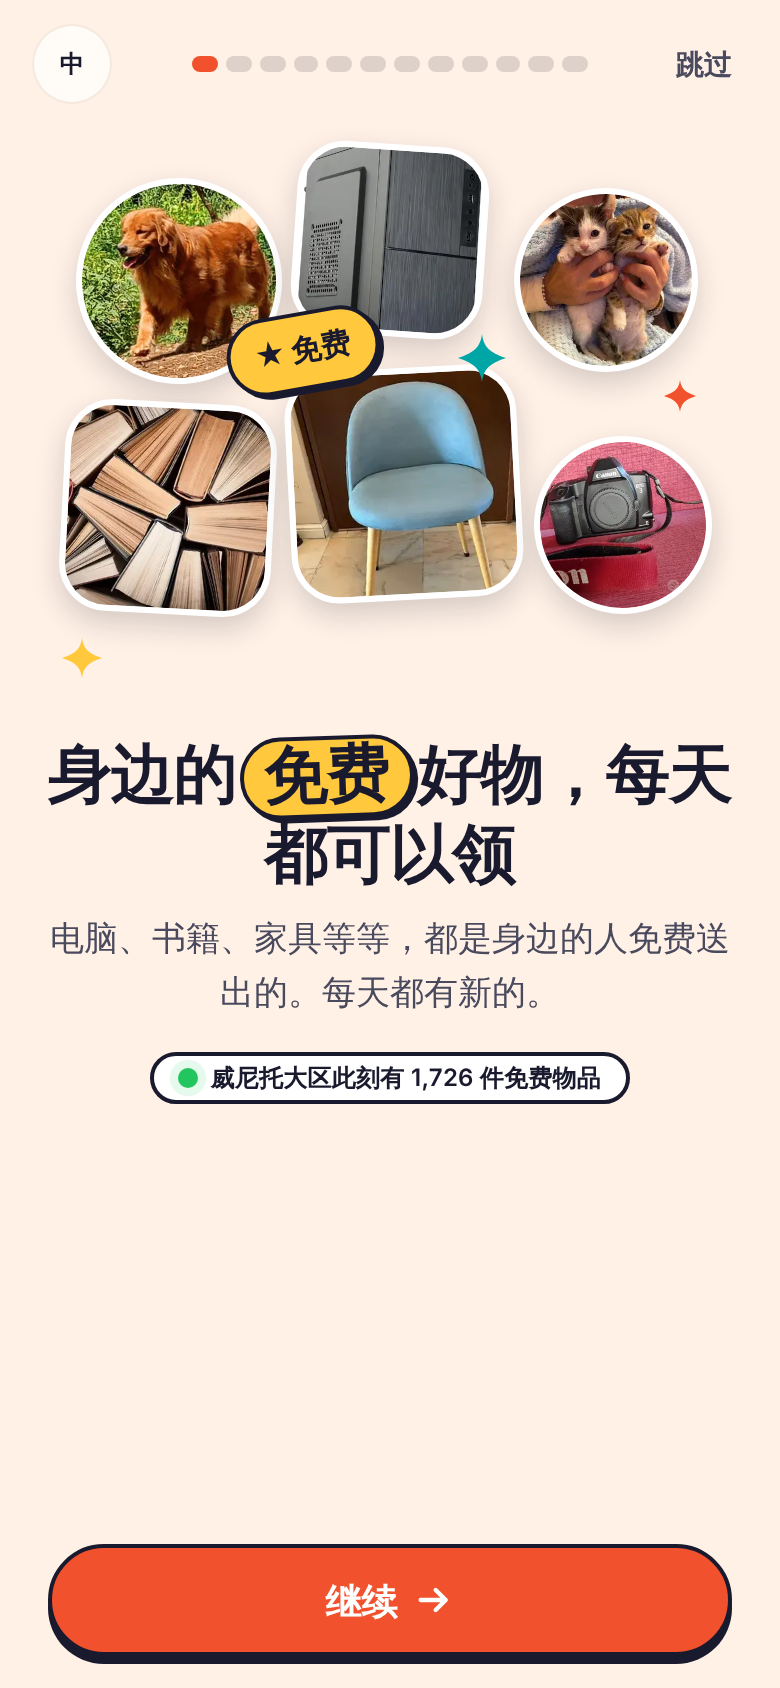 中
跳过
★ 免费
Canon
on
身边的免费好物，每天
都可以领
电脑、书籍、家具等等，都是身边的人免费送
出的。每天都有新的。
威尼托大区此刻有 1,726 件免费物品
继续 →